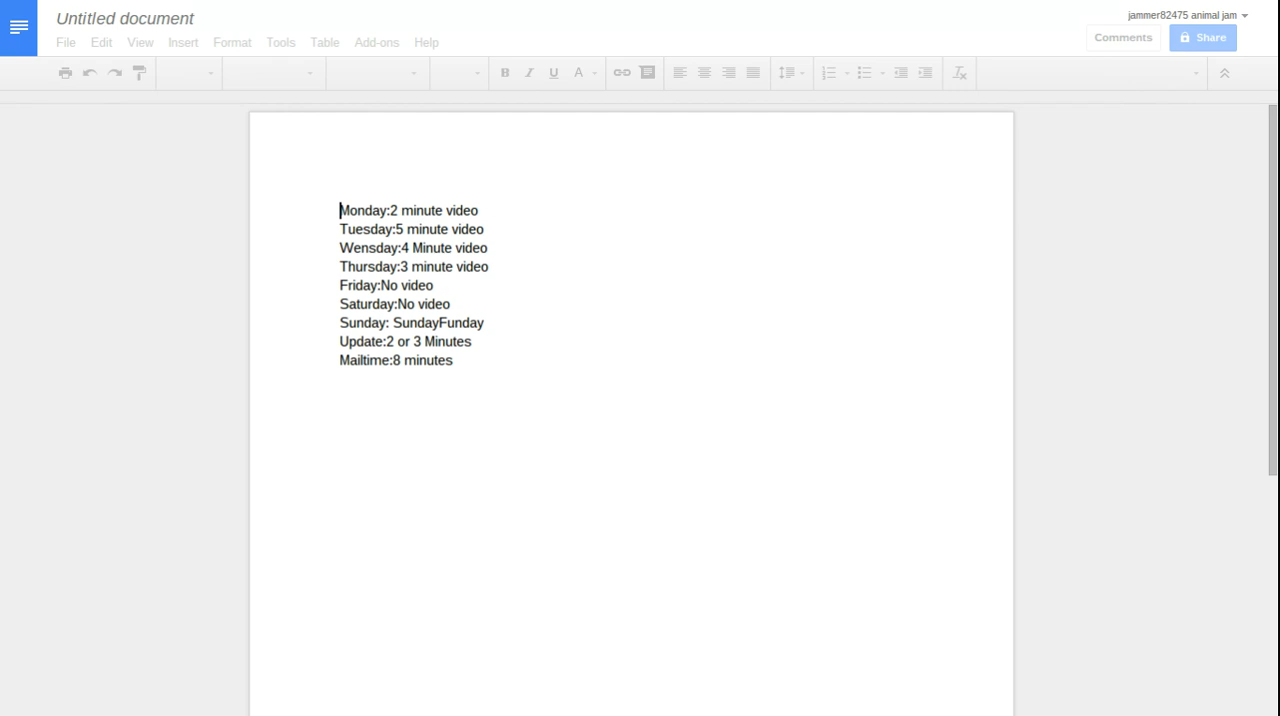 Untitled document
jammer82475 animal jam
File Edit View Insert Format Tools Table Add-ons Help
Comments
Share
B I U A
Monday:2 minute video
Tuesday:5 minute video
Wensday:4 Minute video
Thursday:3 minute video
Friday:No video
Saturday:No video
Sunday: SundayFunday
Update:2 or 3 Minutes
Mailtime:8 minutes